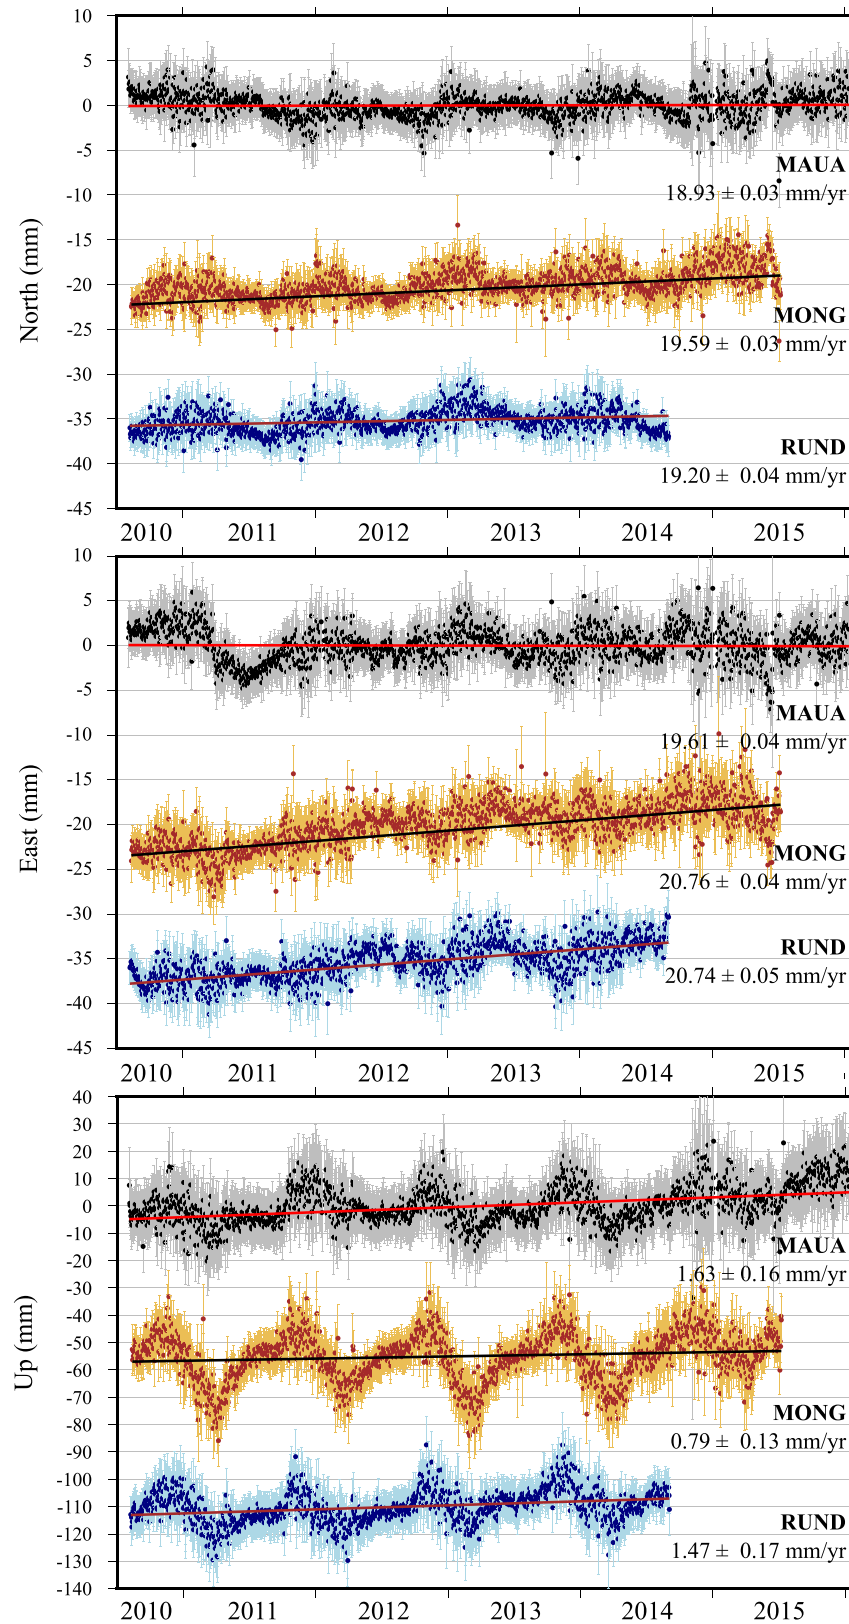 10
5
0
-5
MAUA
18.93 ± 0.03 mm/yr
-10
-15
-20
-25
MONG
19.59 ± 0.03 mm/yr
-30
-35
-40
RUND
19.20 ± 0.04 mm/yr
-45
North (mm)
2010 2011 2012 2013 2014 2015
10
5
0
-5
-10
MAUA
19.61 ± 0.04 mm/yr
-15
-20
-25
MONG
20.76 ± 0.04 mm/yr
-30
-35
RUND
20.74 ± 0.05 mm/yr
-40
-45
East (mm)
2010 2011 2012 2013 2014 2015
40
30
20
10
0
-10
-20
MAUA
1.63 ± 0.16 mm/yr
-30
-40
-50
-60
-70
MONG
0.79 ± 0.13 mm/yr
-80
-90
-100
-110
-120
RUND
1.47 ± 0.17 mm/yr
-130
-140
Up (mm)
2010 2011 2012 2013 2014 2015